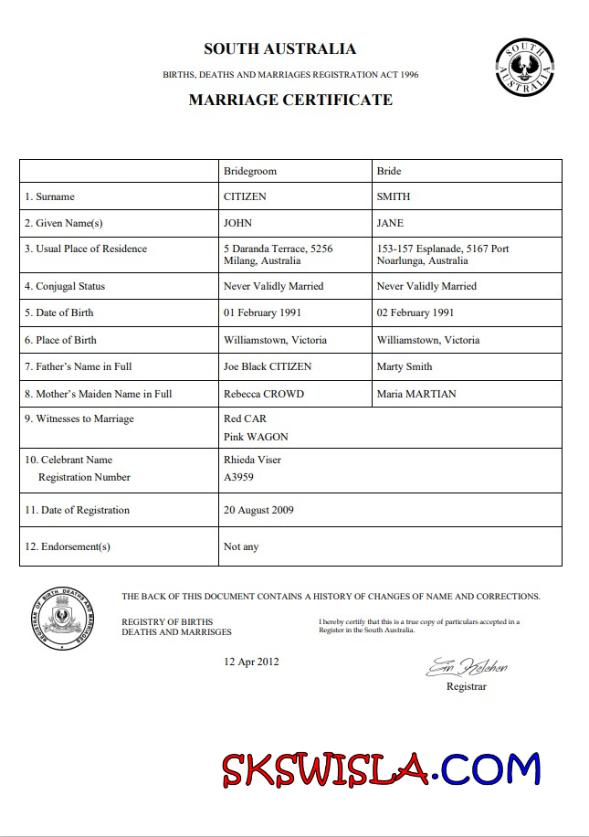 SOUTH AUSTRALIA
BIRTHS, DEATHS AND MARRIAGES REGISTRATION ACT 1996
MARRIAGE CERTIFICATE
SOUTH AUSTRALIA
Bridegroom Bride
1. Surname CITIZEN SMITH
2. Given Name(s) JOHN JANE
3. Usual Place of Residence 5 Daranda Terrace, 5256 153-157 Esplanade, 5167 Port
Milang, Australia Noarlunga, Australia
4. Conjugal Status Never Validly Married Never Validly Married
5. Date of Birth 01 February 1991 02 February 1991
6. Place of Birth Williamstown, Victoria Williamstown, Victoria
7. Father's Name in Full Joe Black CITIZEN Marty Smith
8. Mother's Maiden Name in Full Rebecca CROWD Maria MARTIAN
9. Witnesses to Marriage Red CAR
Pink WAGON
10. Celebrant Name Rhieda Viser
Registration Number A3959
11. Date of Registration 20 August 2009
12. Endorsement(s) Not any
REGISTRAR OF BIRTH DEATHS AND MARRIAGES
THE BACK OF THIS DOCUMENT CONTAINS A HISTORY OF CHANGES OF NAME AND CORRECTIONS.
REGISTRY OF BIRTHS I hereby certify that this is a true copy of particulars accepted in a
DEATHS AND MARRISGES Register in the South Australia.
12 Apr 2012
Registrar
SKSWISLA.COM